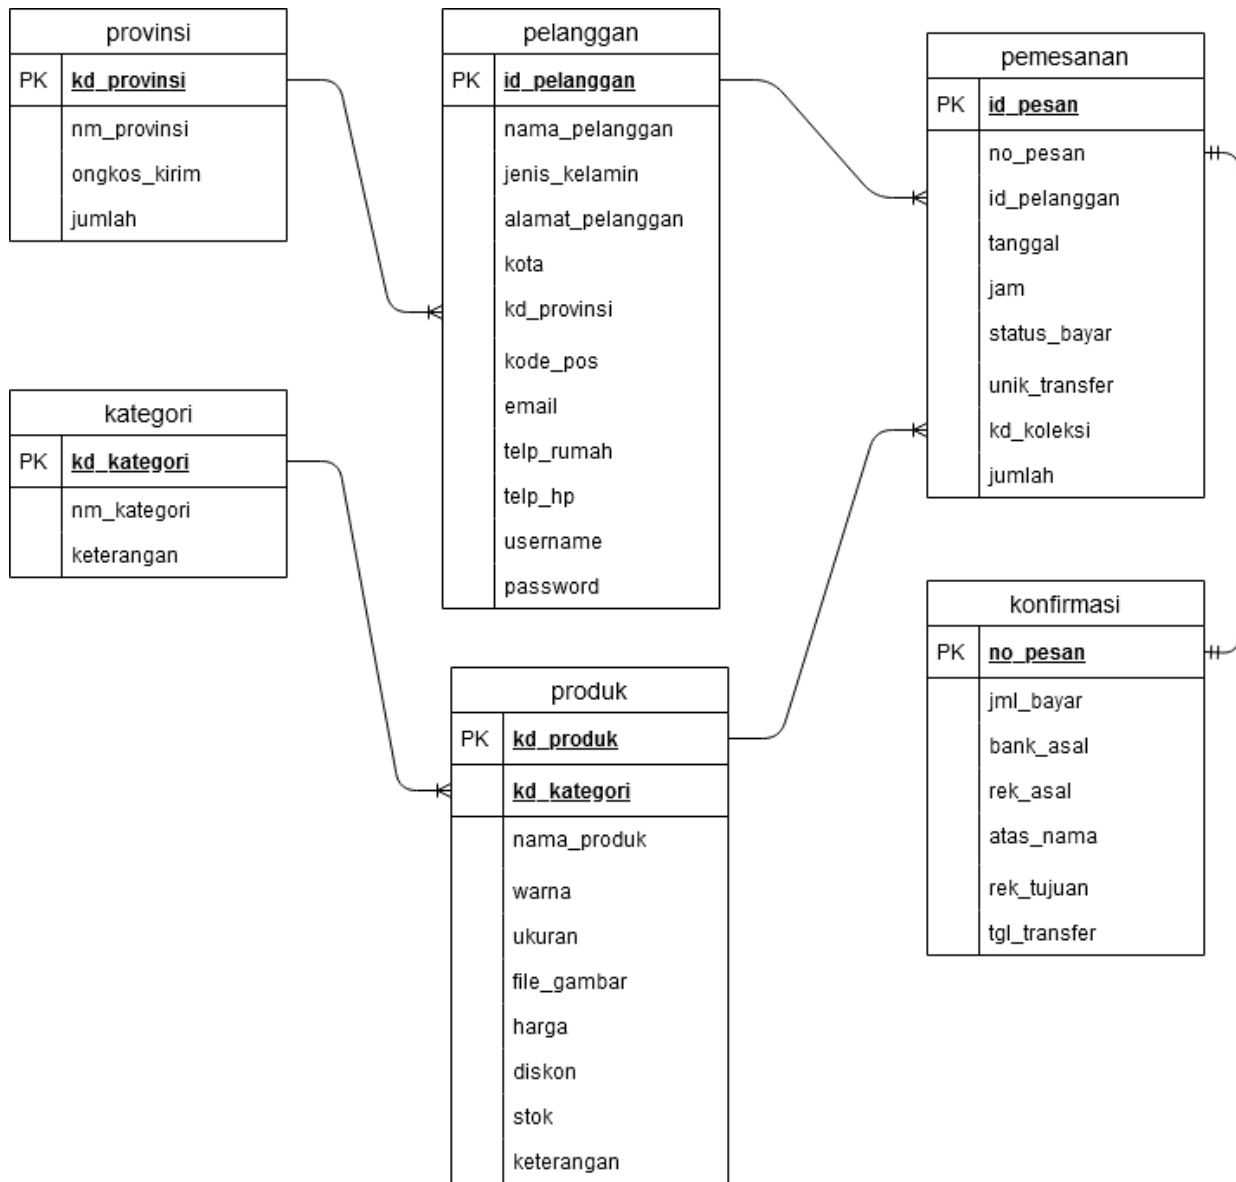 provinsi
PK kd_provinsi
nm_provinsi
ongkos_kirim
jumlah
pelanggan
PK id_pelanggan
nama_pelanggan
jenis_kelamin
alamat_pelanggan
kota
kd_provinsi
kode_pos
email
telp_rumah
telp_hp
username
password
pemesanan
PK id_pesan
no_pesan
id_pelanggan
tanggal
jam
status_bayar
unik_transfer
kd_koleksi
jumlah
kategori
PK kd_kategori
nm_kategori
keterangan
produk
PK kd_produk
kd_kategori
nama_produk
warna
ukuran
file_gambar
harga
diskon
stok
keterangan
konfirmasi
PK no_pesan
jml_bayar
bank_asal
rek_asal
atas_nama
rek_tujuan
tgl_transfer